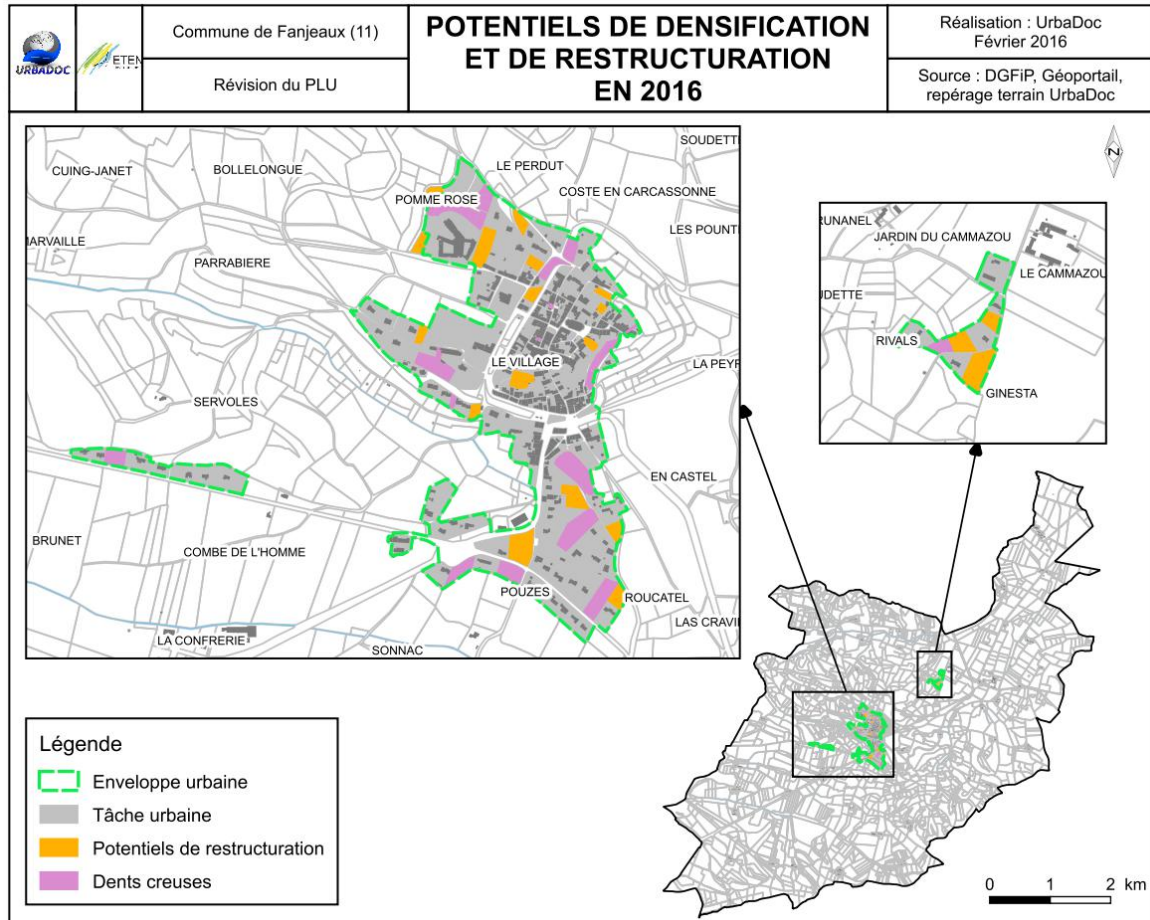 URBADOC
ETEN
Commune de Fanjeaux (11)
Révision du PLU
POTENTIELS DE DENSIFICATION
ET DE RESTRUCTURATION
EN 2016
Réalisation : UrbaDoc
Février 2016
Source : DGFiP, Géoportail,
repérage terrain UrbaDoc
SOUDETT
CUING-JANET
BOLLELONGUE
LE PERDUT
COSTE EN CARCASSONNE
POMME ROSE
LES POUNTI
MARVAILLE
PARRABIERE
LE VILLAGE
LA PEYR
SERVOLES
EN CASTEL
BRUNET
COMBE DE L'HOMME
POUZES
ROUCATEL
LAS CRAVI
LA CONFRERIE
SONNAC
Z
RUNANEL
JARDIN DU CAMMAZOU
LE CAMMAZOU
UDETTE
RIVALS
GINESTA
Légende
Enveloppe urbaine
Tâche urbaine
Potentiels de restructuration
Dents creuses
0 1 2 km